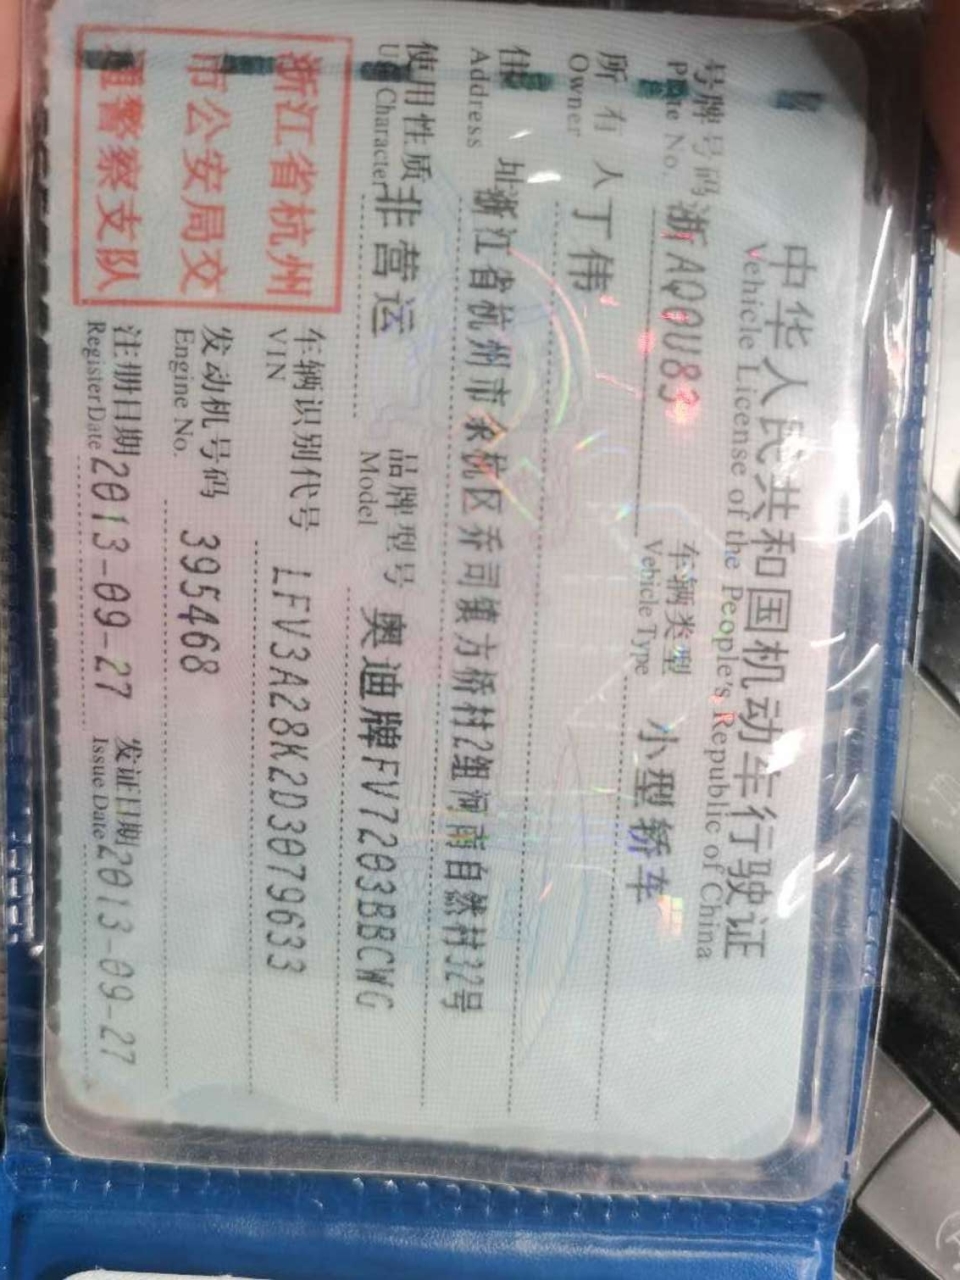 中华人民共和国机动车行驶证
Vehicle License of the People's Republic of China
号牌号码 浙AQ0U83 车辆类型 小型轿车
Plate No. Vehicle Type
所有人 丁伟
Owner
住址 浙江省杭州市余杭区乔司镇方桥村2组河南自然村32号
Address
使用性质 非营运 品牌型号 奥迪牌FV7203BBCWG
Use Character Model
浙江省杭州
市公安局交
通警察支队
车辆识别代号 LFV3A28K2D3079633
VIN
发动机号码 395468
Engine No.
注册日期 2013-09-27 发证日期 2013-09-27
Register Date Issue Date